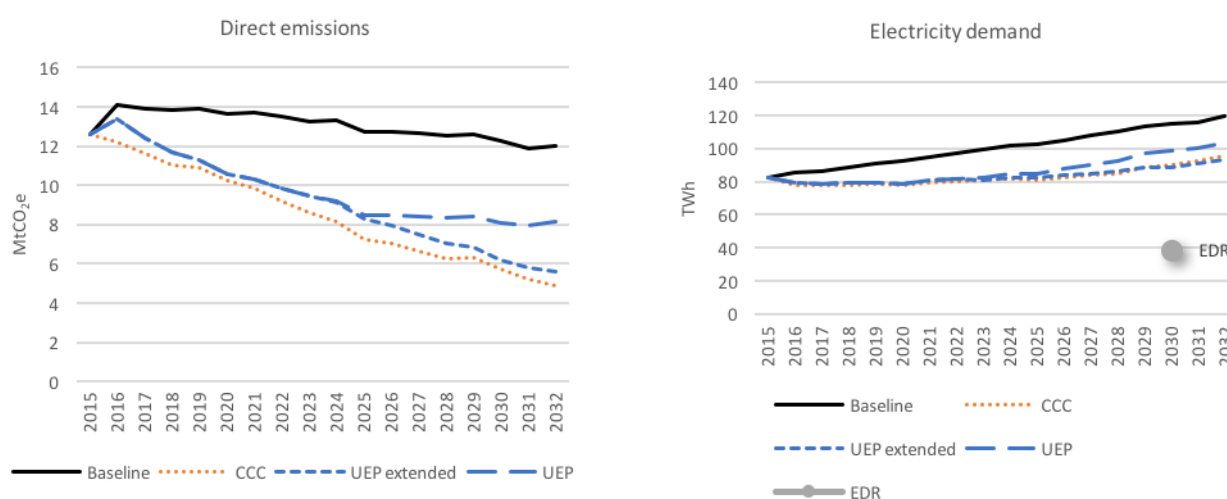 Direct emissions
16
14
12
10
8
6
4
2
0
MtCO₂e
2015 2016 2017 2018 2019 2020 2021 2022 2023 2024 2025 2026 2027 2028 2029 2030 2031 2032
Baseline CCC UEP extended UEP
Electricity demand
140
120
100
80
60
40
20
0
TWh
EDR
2015 2016 2017 2018 2019 2020 2021 2022 2023 2024 2025 2026 2027 2028 2029 2030 2031 2032
Baseline CCC
UEP extended UEP
EDR